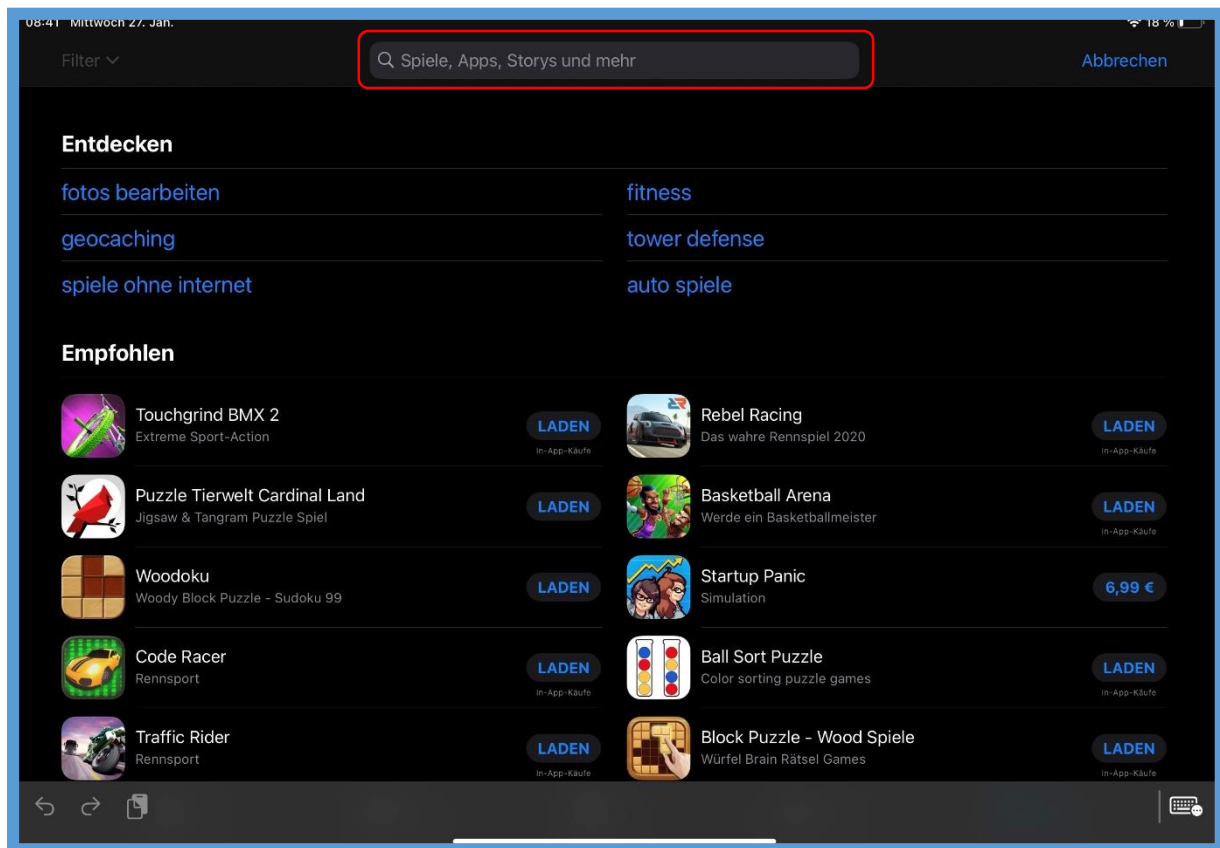 08:41 Mittwoch 27. Jan.
18 %
Filter
Spiele, Apps, Storys und mehr
Abbrechen
Entdecken
fotos bearbeiten
fitness
geocaching
tower defense
spiele ohne internet
auto spiele
Empfohlen
Touchgrind BMX 2
Extreme Sport-Action
LADEN
In-App-Käufe
Rebel Racing
Das wahre Rennspiel 2020
LADEN
In-App-Käufe
Puzzle Tierwelt Cardinal Land
Jigsaw & Tangram Puzzle Spiel
LADEN
Basketball Arena
Werde ein Basketballmeister
LADEN
In-App-Käufe
Woodoku
Woody Block Puzzle - Sudoku 99
LADEN
Startup Panic
Simulation
6,99 €
Code Racer
Rennsport
LADEN
In-App-Käufe
Ball Sort Puzzle
Color sorting puzzle games
LADEN
In-App-Käufe
Traffic Rider
Rennsport
LADEN
In-App-Käufe
Block Puzzle - Wood Spiele
Würfel Brain Rätsel Games
LADEN
In-App-Käufe